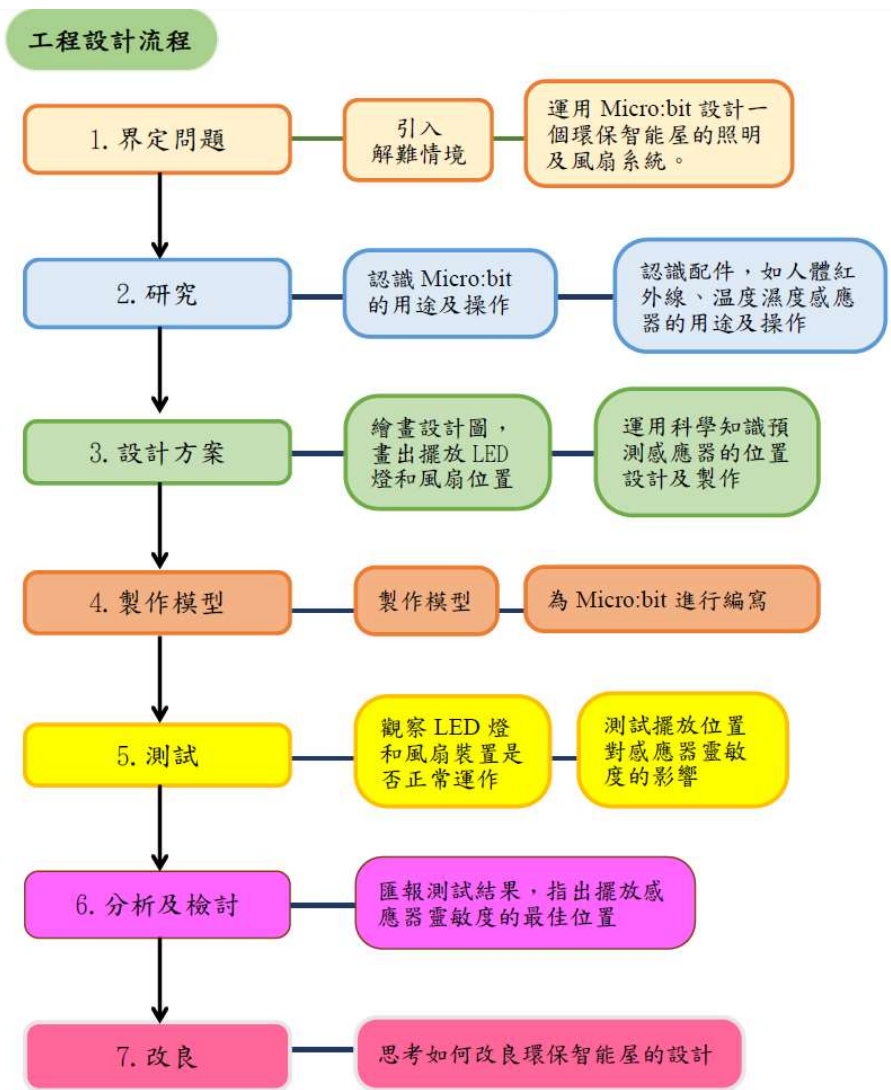 工程設計流程
1. 界定問題
引入
解難情境
運用 Micro:bit 設計一
個環保智能屋的照明
及風扇系統。
2. 研究
認識 Micro:bit
的用途及操作
認識配件，如人體紅
外線、温度濕度感應
器的用途及操作
3. 設計方案
繪畫設計圖，
畫出擺放 LED
燈和風扇位置
運用科學知識預
測感應器的位置
設計及製作
4. 製作模型
製作模型
為 Micro:bit 進行編寫
5. 測試
觀察 LED 燈
和風扇裝置是
否正常運作
測試擺放位置
對感應器靈敏
度的影響
6. 分析及檢討
匯報測試結果，指出擺放感
應器靈敏度的最佳位置
7. 改良
思考如何改良環保智能屋的設計